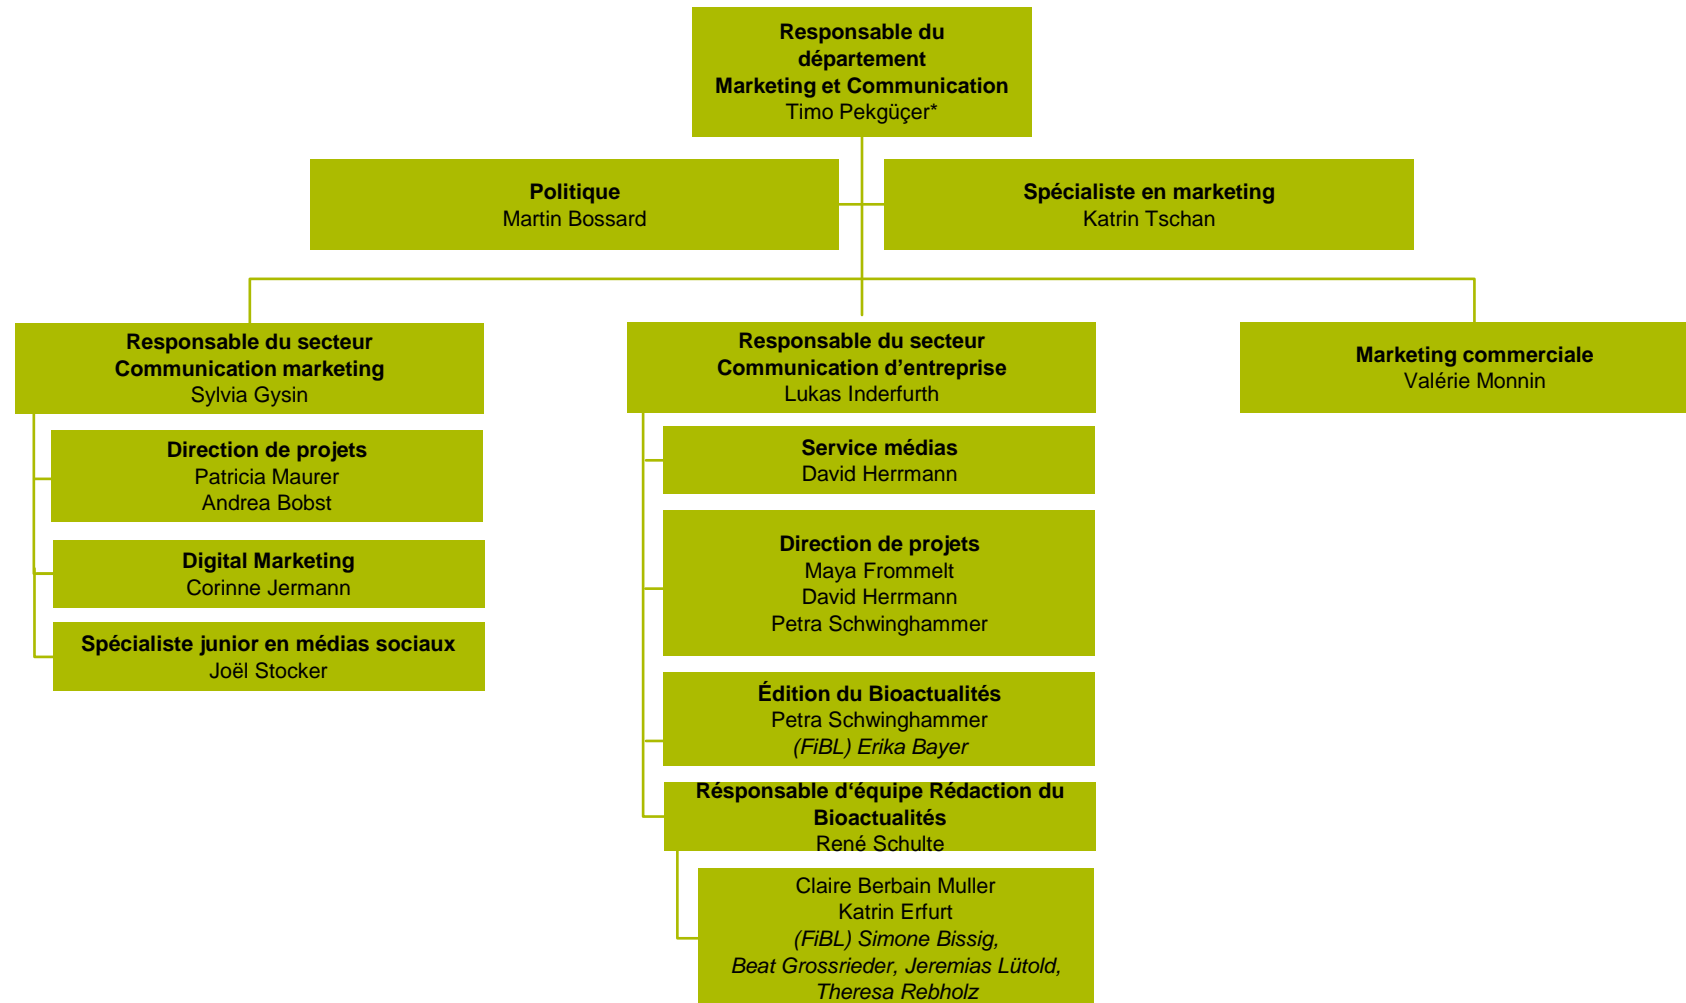 Responsable du
département
Marketing et Communication
Timo Pekgüçer*
Politique
Martin Bossard
Spécialiste en marketing
Katrin Tschan
Responsable du secteur
Communication marketing
Sylvia Gysin
Direction de projets
Patricia Maurer
Andrea Bobst
Digital Marketing
Corinne Jermann
Spécialiste junior en médias sociaux
Joël Stocker
Responsable du secteur
Communication d’entreprise
Lukas Inderfurth
Service médias
David Herrmann
Direction de projets
Maya Frommelt
David Herrmann
Petra Schwinghammer
Édition du Bioactualités
Petra Schwinghammer
(FiBL) Erika Bayer
Résponsable d‘équipe Rédaction du
Bioactualités
René Schulte
Claire Berbain Muller
Katrin Erfurt
(FiBL) Simone Bissig,
Beat Grossrieder, Jeremias Lütold,
Theresa Rebholz
Marketing commerciale
Valérie Monnin